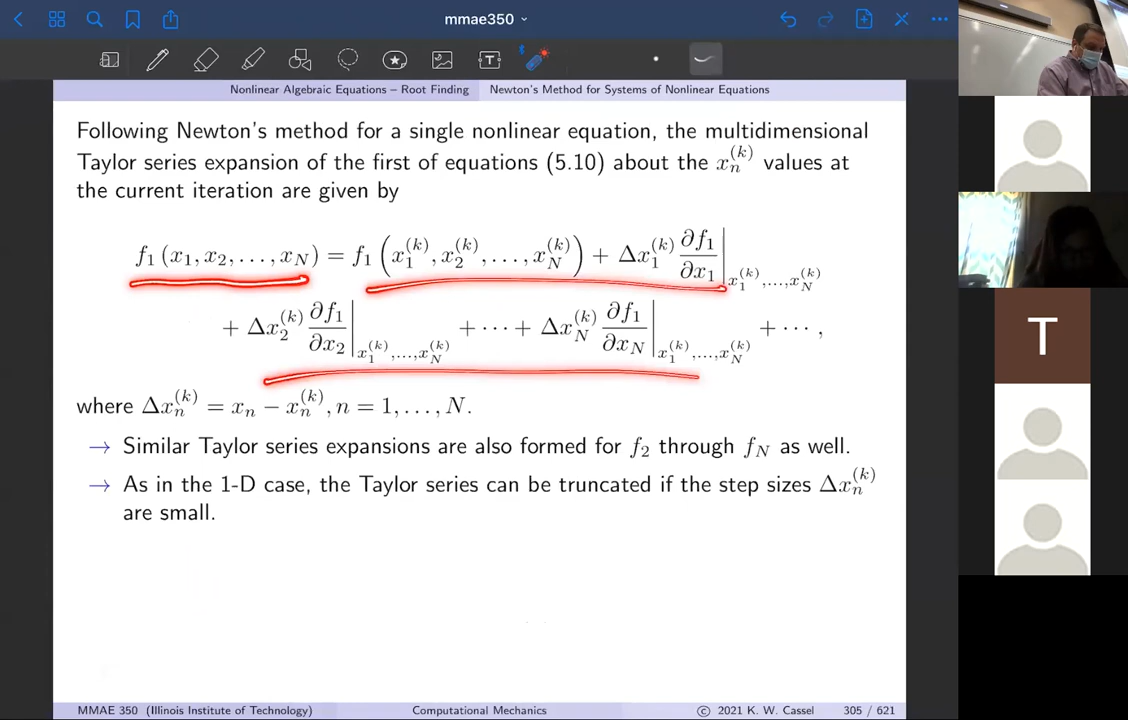 mmae350
Nonlinear Algebraic Equations – Root Finding Newton's Method for Systems of Nonlinear Equations
Following Newton's method for a single nonlinear equation, the multidimensional
Taylor series expansion of the first of equations (5.10) about the x_n^{(k)} values at
the current iteration are given by
f_1 (x_1, x_2, . . . , x_N) = f_1 (x_1^{(k)}, x_2^{(k)}, . . . , x_N^{(k)}) + Δx_1^{(k)} ∂f_1/∂x_1 |_{x_1^{(k)},...,x_N^{(k)}}
+ Δx_2^{(k)} ∂f_1/∂x_2 |_{x_1^{(k)},...,x_N^{(k)}} + · · · + Δx_N^{(k)} ∂f_1/∂x_N |_{x_1^{(k)},...,x_N^{(k)}} + · · · ,
where Δx_n^{(k)} = x_n − x_n^{(k)}, n = 1, . . . , N.
→ Similar Taylor series expansions are also formed for f_2 through f_N as well.
→ As in the 1-D case, the Taylor series can be truncated if the step sizes Δx_n^{(k)}
are small.
MMAE 350 (Illinois Institute of Technology) Computational Mechanics © 2021 K. W. Cassel 305 / 621
T